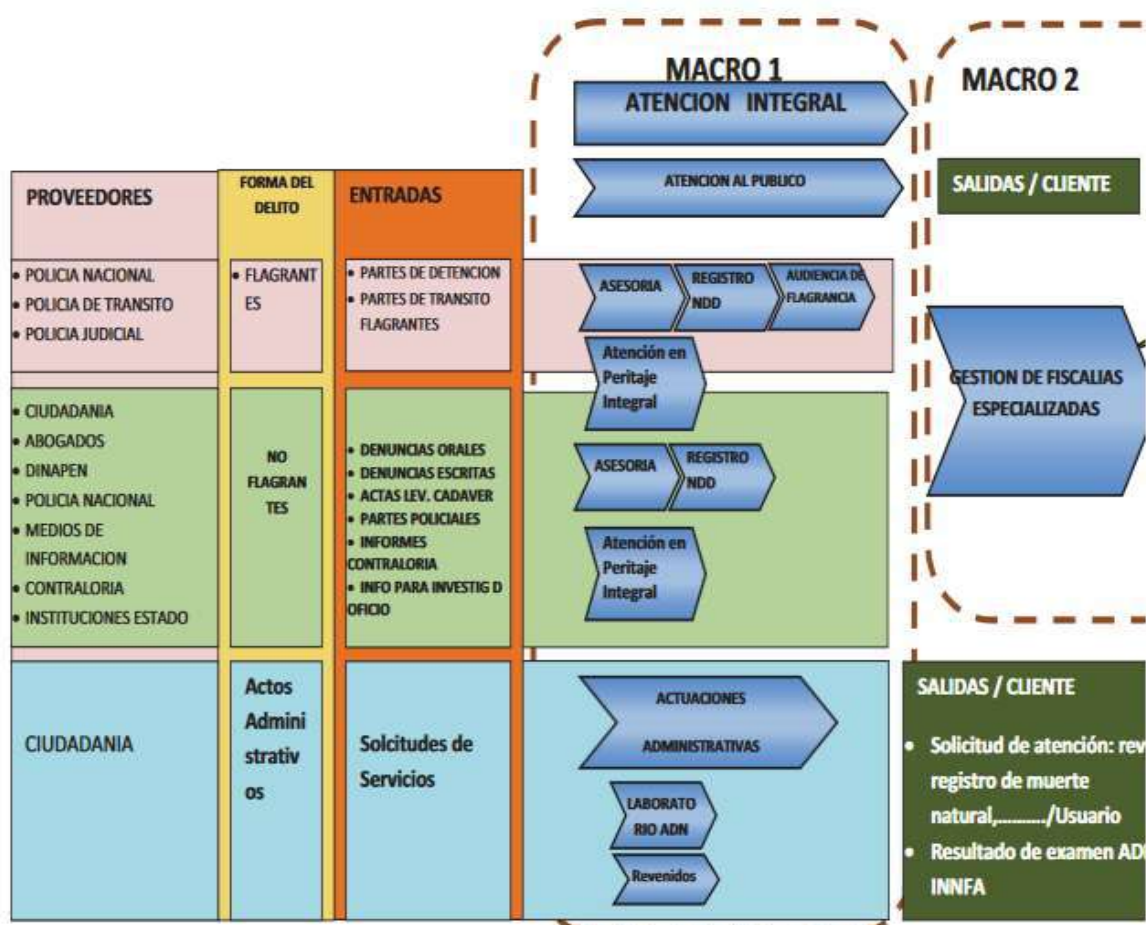 MACRO 1
ATENCION INTEGRAL
MACRO 2
ATENCION AL PUBLICO
SALIDAS / CLIENTE
PROVEEDORES
FORMA DEL
DELITO
ENTRADAS
• POLICIA NACIONAL
• POLICIA DE TRANSITO
• POLICIA JUDICIAL
• FLAGRANT
ES
• PARTES DE DETENCION
• PARTES DE TRANSITO
FLAGRANTES
ASESORIA
REGISTRO
NDD
AUDIENCIA DE
FLAGRANCIA
Atención en
Peritaje
Integral
GESTION DE FISCALIAS
ESPECIALIZADAS
• CIUDADANIA
• ABOGADOS
• DINAPEN
• POLICIA NACIONAL
• MEDIOS DE
INFORMACION
• CONTRALORIA
• INSTITUCIONES ESTADO
NO
FLAGRAN
TES
• DENUNCIAS ORALES
• DENUNCIAS ESCRITAS
• ACTAS LEV. CADAVER
• PARTES POLICIALES
• INFORMES
CONTRALORIA
• INFO PARA INVESTIG D
OFICIO
ASESORIA
REGISTRO
NDD
Atención en
Peritaje
Integral
CIUDADANIA
Actos
Admini
strativ
os
Solcitudes de
Servicios
ACTUACIONES
ADMINISTRATIVAS
LABORATO
RIO ADN
Revenidos
SALIDAS / CLIENTE
• Solicitud de atención: rev
registro de muerte
natural,........../Usuario
• Resultado de examen AD
INNFA